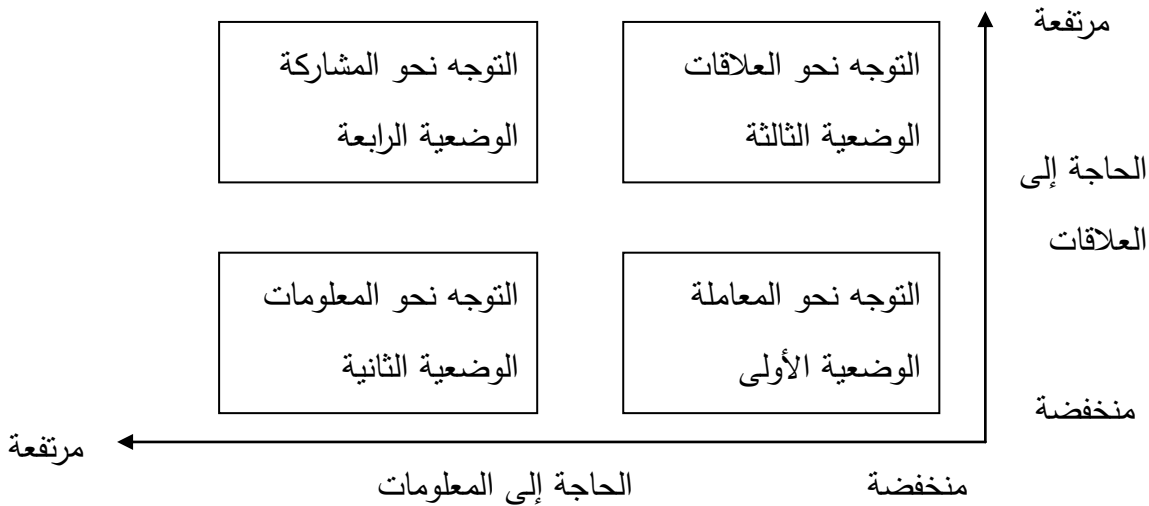 مرتفعة
التوجه نحو العلاقات
الوضعية الثالثة
التوجه نحو المشاركة
الوضعية الرابعة
الحاجة إلى
العلاقات
التوجه نحو المعاملة
الوضعية الأولى
التوجه نحو المعلومات
الوضعية الثانية
منخفضة
منخفضة
الحاجة إلى المعلومات
مرتفعة